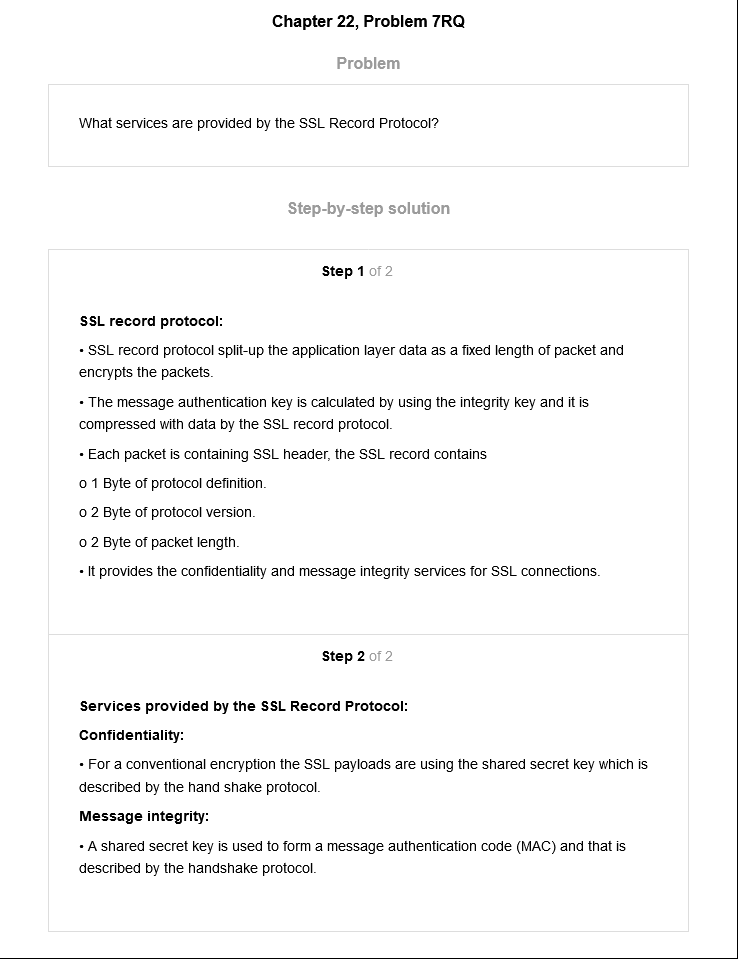 Chapter 22, Problem 7RQ
Problem
What services are provided by the SSL Record Protocol?
Step-by-step solution
Step 1 of 2
SSL record protocol:
• SSL record protocol split-up the application layer data as a fixed length of packet and
encrypts the packets.
• The message authentication key is calculated by using the integrity key and it is
compressed with data by the SSL record protocol.
• Each packet is containing SSL header, the SSL record contains
o 1 Byte of protocol definition.
o 2 Byte of protocol version.
o 2 Byte of packet length.
• It provides the confidentiality and message integrity services for SSL connections.
Step 2 of 2
Services provided by the SSL Record Protocol:
Confidentiality:
• For a conventional encryption the SSL payloads are using the shared secret key which is
described by the hand shake protocol.
Message integrity:
• A shared secret key is used to form a message authentication code (MAC) and that is
described by the handshake protocol.